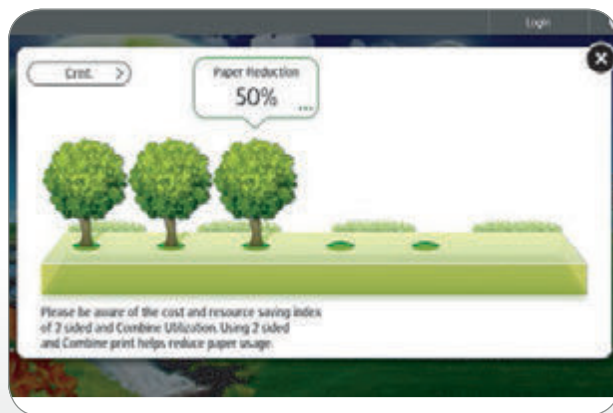 Login
Crnt. >
Paper Reduction
50%
...
Please be aware of the cost and resource saving index
of 2 sided and Combine Utilization. Using 2 sided
and Combine print helps reduce paper usage.